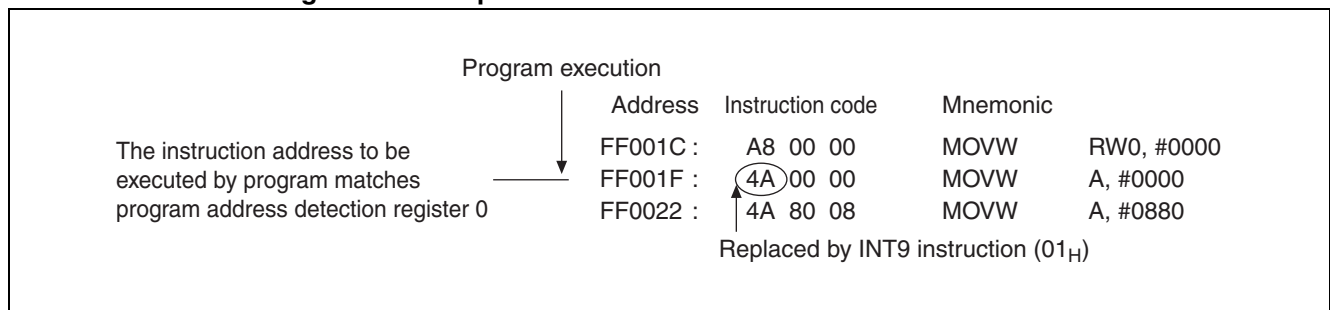 Program execution
Address Instruction code Mnemonic
FF001C : A8 00 00 MOVW RW0, #0000
The instruction address to be
executed by program matches
program address detection register 0
FF001F : 4A 00 00 MOVW A, #0000
FF0022 : 4A 80 08 MOVW A, #0880
Replaced by INT9 instruction (01H)